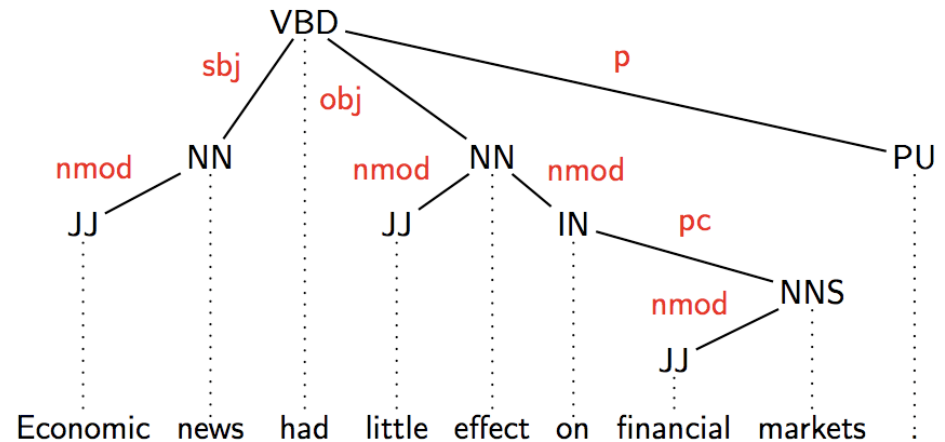 VBD
sbj obj p
nmod NN nmod NN nmod PU
JJ JJ IN pc
nmod NNS
JJ
Economic news had little effect on financial markets .